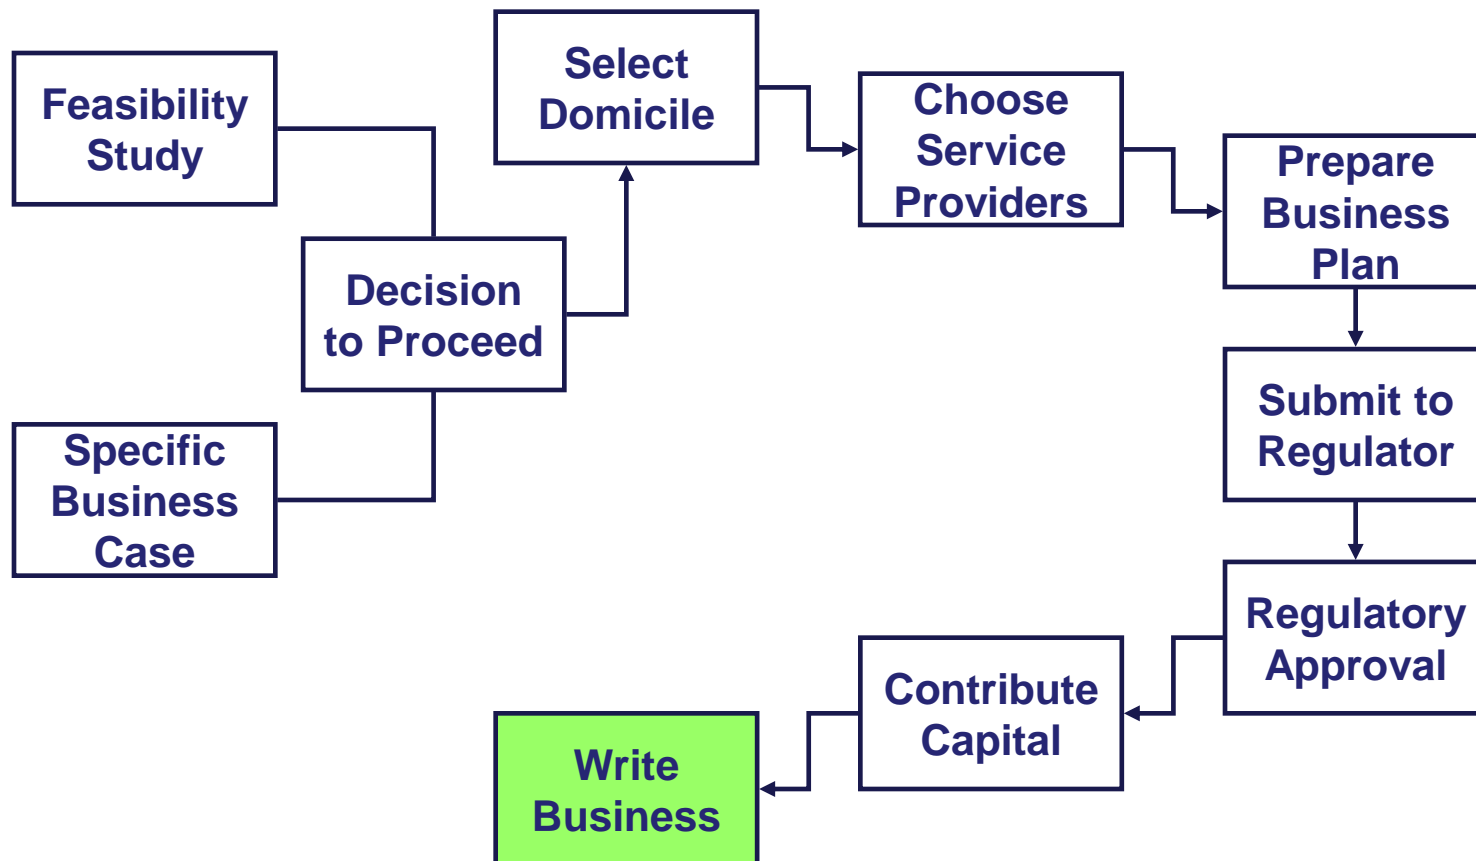 Feasibility
Study
Specific
Business
Case
Decision
to Proceed
Select
Domicile
Choose
Service
Providers
Prepare
Business
Plan
Submit to
Regulator
Regulatory
Approval
Contribute
Capital
Write
Business